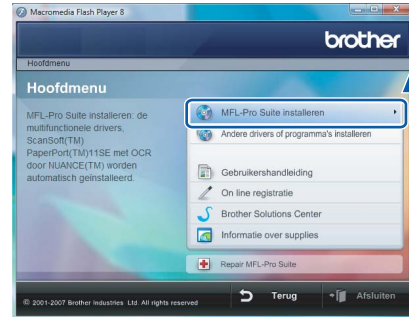 Macromedia Flash Player 8
brother
Hoofdmenu
Hoofdmenu
MFL-Pro Suite installeren: de
multifunctionele drivers,
ScanSoft(TM)
PaperPort(TM)11SE met OCR
door NUANCE(TM) worden
automatisch geïnstalleerd.
MFL-Pro Suite installeren
Andere drivers of programma's installeren
Gebruikershandleiding
On line registratie
Brother Solutions Center
Informatie over supplies
Repair MFL-Pro Suite
© 2001-2007 Brother Industries Ltd. All rights reserved
Terug
Afsluiten